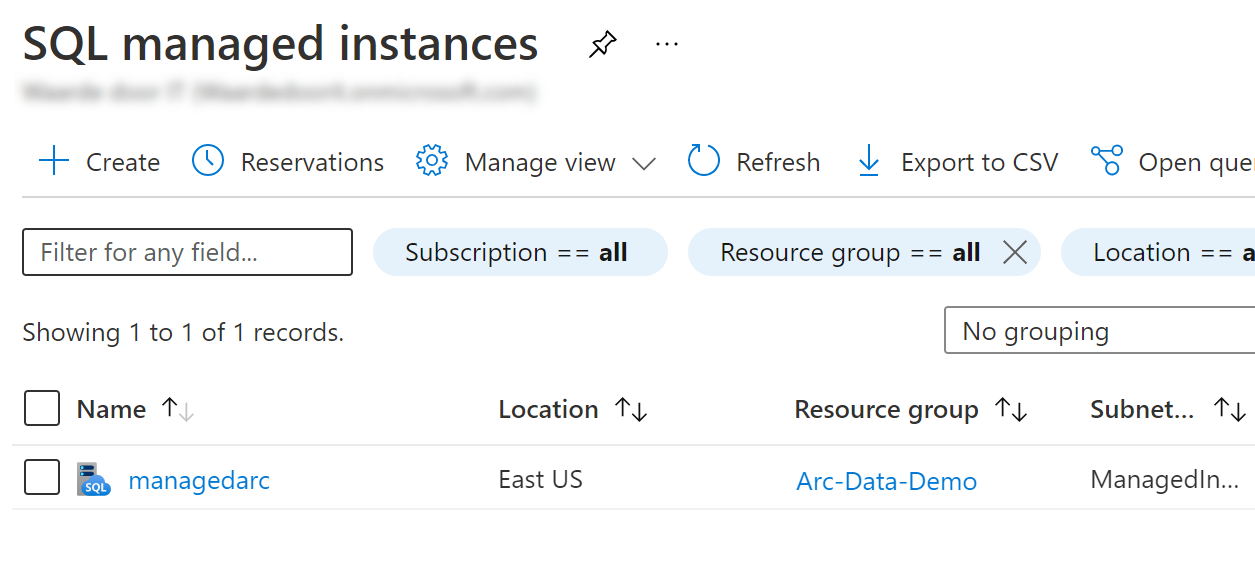 SQL managed instances
Create Reservations Manage view Refresh Export to CSV Open que
Filter for any field... Subscription == all Resource group == all Location == a
Showing 1 to 1 of 1 records. No grouping
Name Location Resource group Subnet...
SQL managedarc East US Arc-Data-Demo ManagedIn...